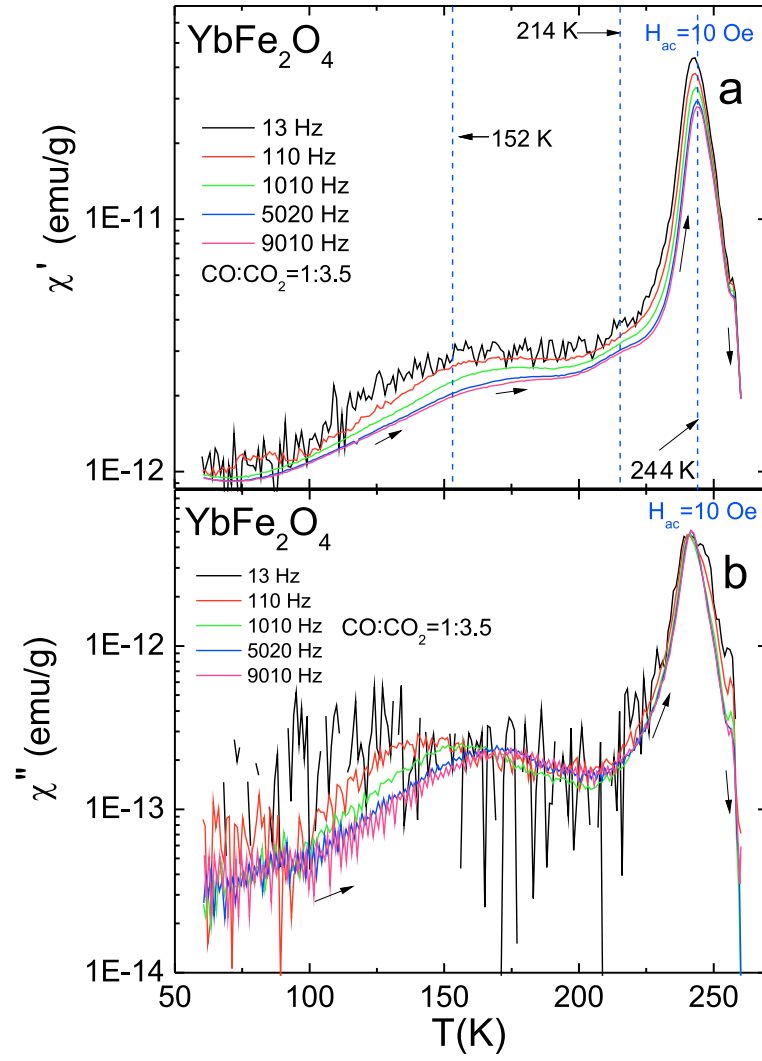 YbFe₂O₄
214 K
H_ac=10 Oe
a
13 Hz
110 Hz
1010 Hz
5020 Hz
9010 Hz
152 K
CO:CO₂=1:3.5
χ' (emu/g)
1E-11
1E-12
244 K
YbFe₂O₄
H_ac=10 Oe
b
13 Hz
110 Hz
1010 Hz
5020 Hz
9010 Hz
CO:CO₂=1:3.5
χ" (emu/g)
1E-12
1E-13
1E-14
50 100 150 200 250
T(K)